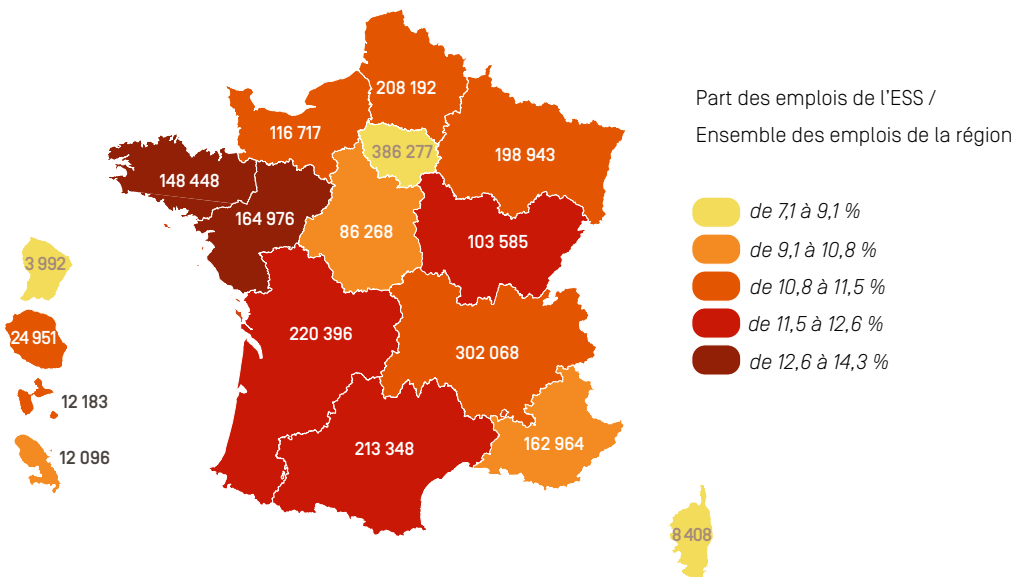 208 192
Part des emplois de l’ESS /
116 717
Ensemble des emplois de la région
386 277
198 943
148 448
164 976
de 7,1 à 9,1 %
86 268
103 585
de 9,1 à 10,8 %
3 992
de 10,8 à 11,5 %
de 11,5 à 12,6 %
24 951
220 396
302 068
de 12,6 à 14,3 %
12 183
213 348
162 964
12 096
8 408